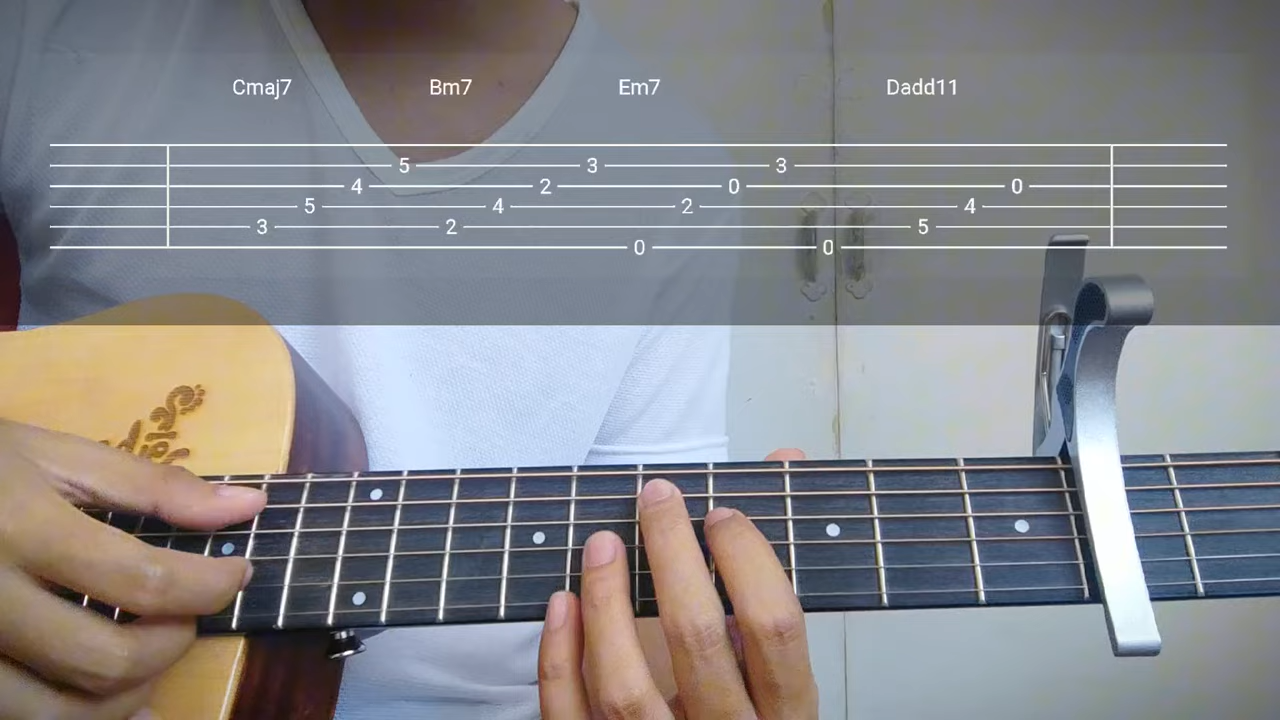 Cmaj7 Bm7 Em7 Dadd11
5 3 3
4 2 0 0
5 4 2 4
3 2 5
0 0